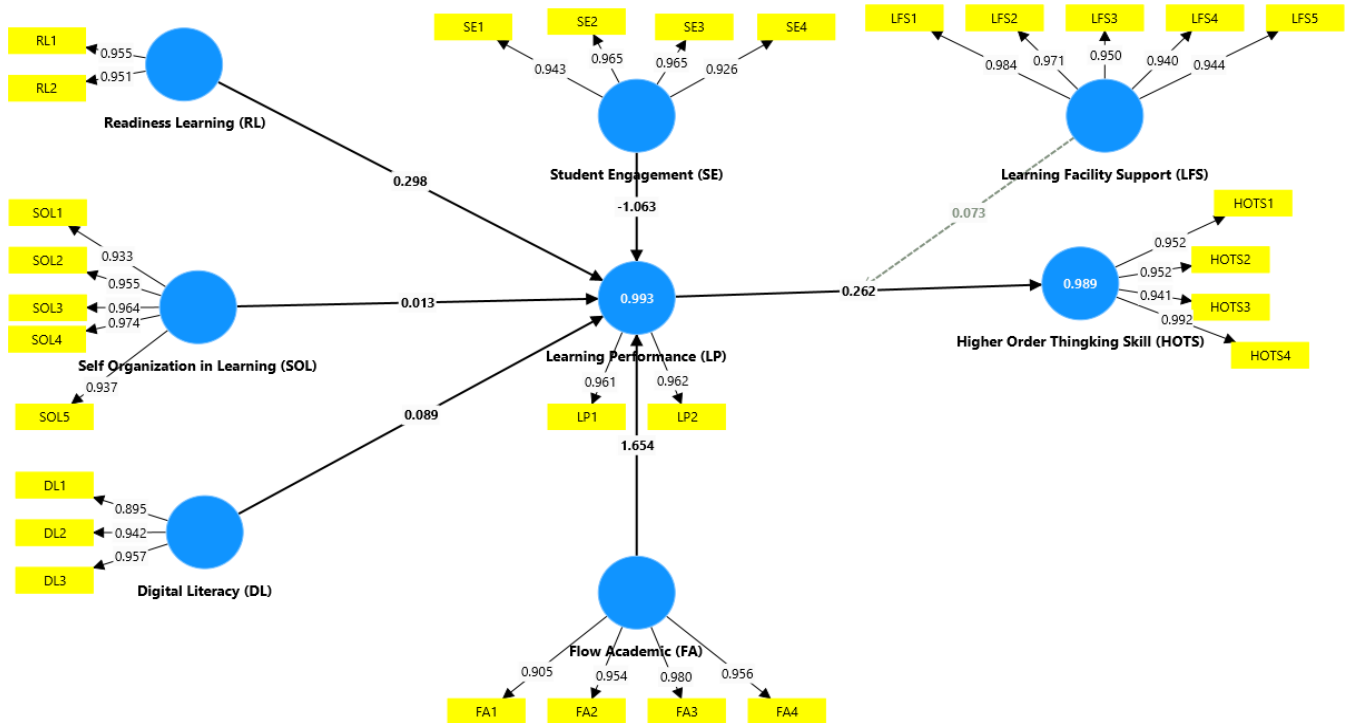 SE1
SE2
SE3
SE4
LFS1
LFS2
LFS3
LFS4
LFS5
RL1
RL2
0.955
0.951
0.943
0.965
0.965
0.926
0.984
0.971
0.950
0.940
0.944
Readiness Learning (RL)
Student Engagement (SE)
Learning Facility Support (LFS)
0.298
-1.063
0.073
SOL1
SOL2
SOL3
SOL4
SOL5
0.933
0.955
0.964
0.974
0.937
Self Organization in Learning (SOL)
0.013
0.993
Learning Performance (LP)
0.961
0.962
LP1
LP2
0.262
0.989
Higher Order Thingking Skill (HOTS)
HOTS1
HOTS2
HOTS3
HOTS4
0.952
0.952
0.941
0.992
0.089
1.654
DL1
DL2
DL3
0.895
0.942
0.957
Digital Literacy (DL)
Flow Academic (FA)
0.905
0.954
0.980
0.956
FA1
FA2
FA3
FA4